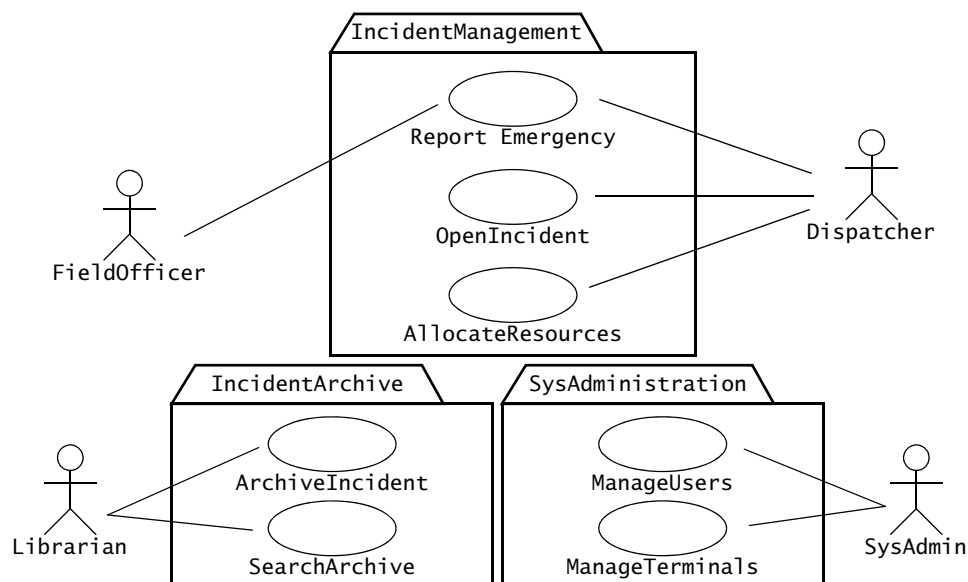 IncidentManagement
Report Emergency
OpenIncident
Dispatcher
FieldOfficer
AllocateResources
IncidentArchive
SysAdministration
ArchiveIncident
ManageUsers
Librarian
SearchArchive
ManageTerminals
SysAdmin